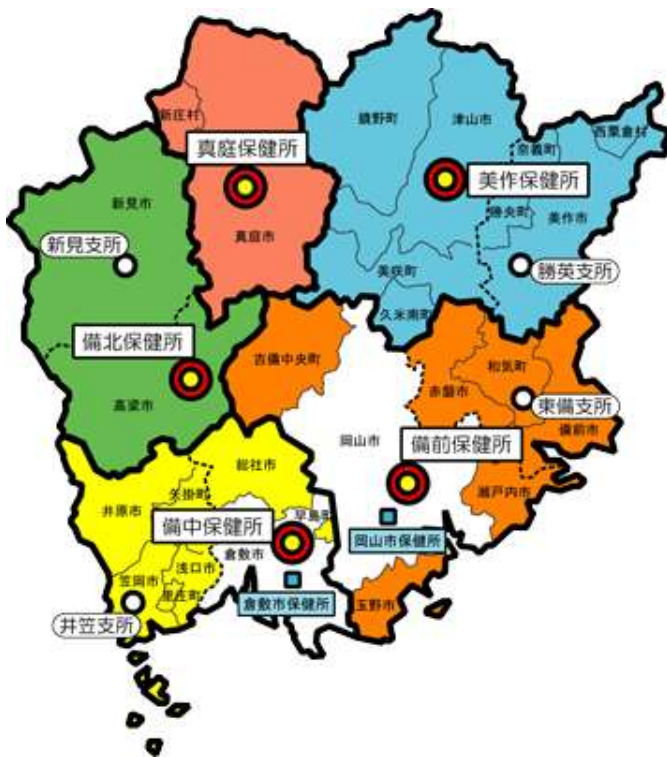 新庄村
真庭保健所
真庭市
鏡野町
津山市
西粟倉村
奈義町
美作保健所
勝央町
美作市
勝英支所
美咲町
久米南町
新見市
新見支所
備北保健所
高梁市
吉備中央町
和気町
赤磐市
東備支所
備前市
岡山市
備前保健所
瀬戸内市
岡山市保健所
玉野市
総社市
矢掛町
井原市
備中保健所
早島町
倉敷市
浅口市
笠岡市
里庄町
倉敷市保健所
井笠支所